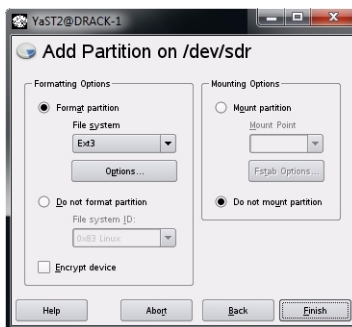 YaST2@DRACK-1
Add Partition on /dev/sdr
Formatting Options
Format partition
File system
Ext3
Options...
Do not format partition
File system ID:
0x83 Linux
Encrypt device
Mounting Options
Mount partition
Mount Point
Fstab Options...
Do not mount partition
Help
Abort
Back
Finish